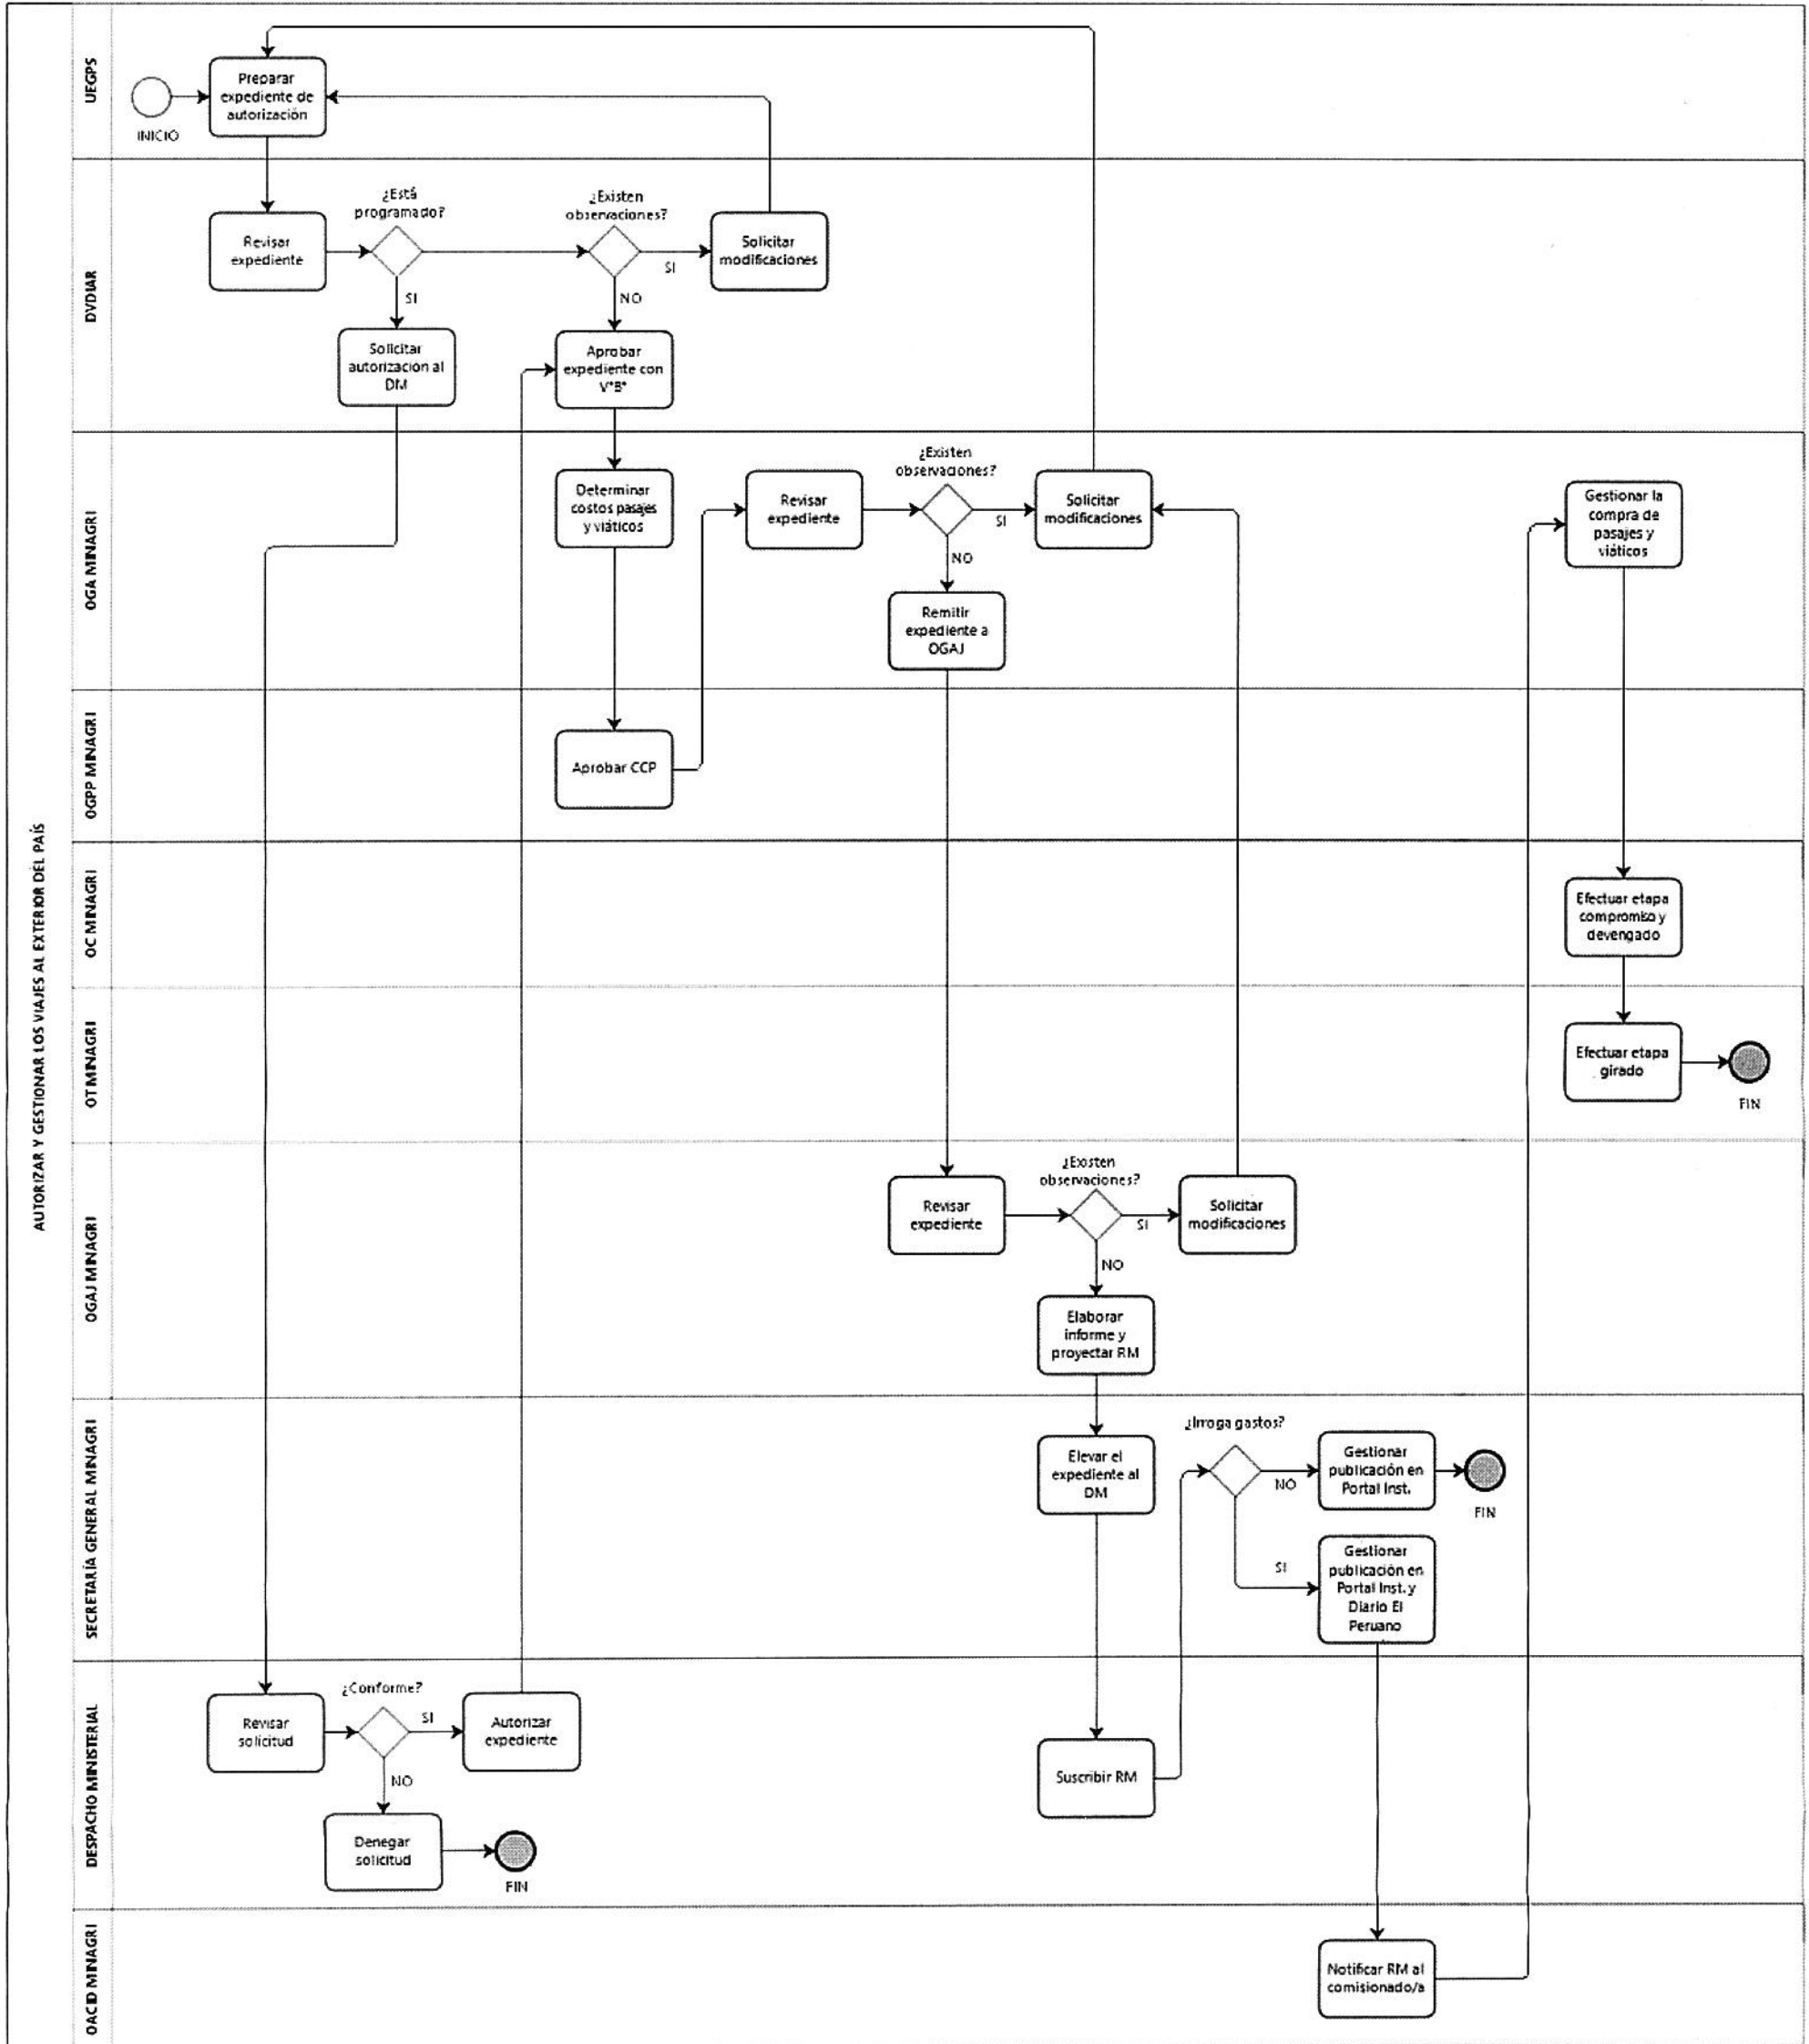 AUTORIZAR Y GESTIONAR LOS VIAJES AL EXTERIOR DEL PAÍS
UEGPS
INICIO
Preparar
expediente de
autorización
DVDIAR
Revisar
expediente
¿Está
programado?
SI
Solicitar
autorización al
DM
¿Existen
observaciones?
SI
NO
Solicitar
modificaciones
Aprobar
expediente con
V°B°
OGA MINAGRI
Determinar
costos pasajes
y viáticos
Revisar
expediente
¿Existen
observaciones?
SI
NO
Solicitar
modificaciones
Remitir
expediente a
OGAJ
Gestionar la
compra de
pasajes y
viáticos
OGPP MINAGRI
Aprobar CCP
OC MINAGRI
Efectuar etapa
compromiso y
devengado
OT MINAGRI
Efectuar etapa
girado
FIN
OGAJ MINAGRI
Revisar
expediente
¿Existen
observaciones?
SI
NO
Solicitar
modificaciones
Elaborar
informe y
proyectar RM
SECRETARÍA GENERAL MINAGRI
Elevar el
expediente al
DM
¿Irroga gastos?
NO
SI
Gestionar
publicación en
Portal Inst.
FIN
Gestionar
publicación en
Portal Inst. y
Diario El
Peruano
DESPACHO MINISTERIAL
Revisar
solicitud
¿Conforme?
SI
NO
Autorizar
expediente
Denegar
solicitud
FIN
Suscribir RM
OACID MINAGRI
Notificar RM al
comisionado/a